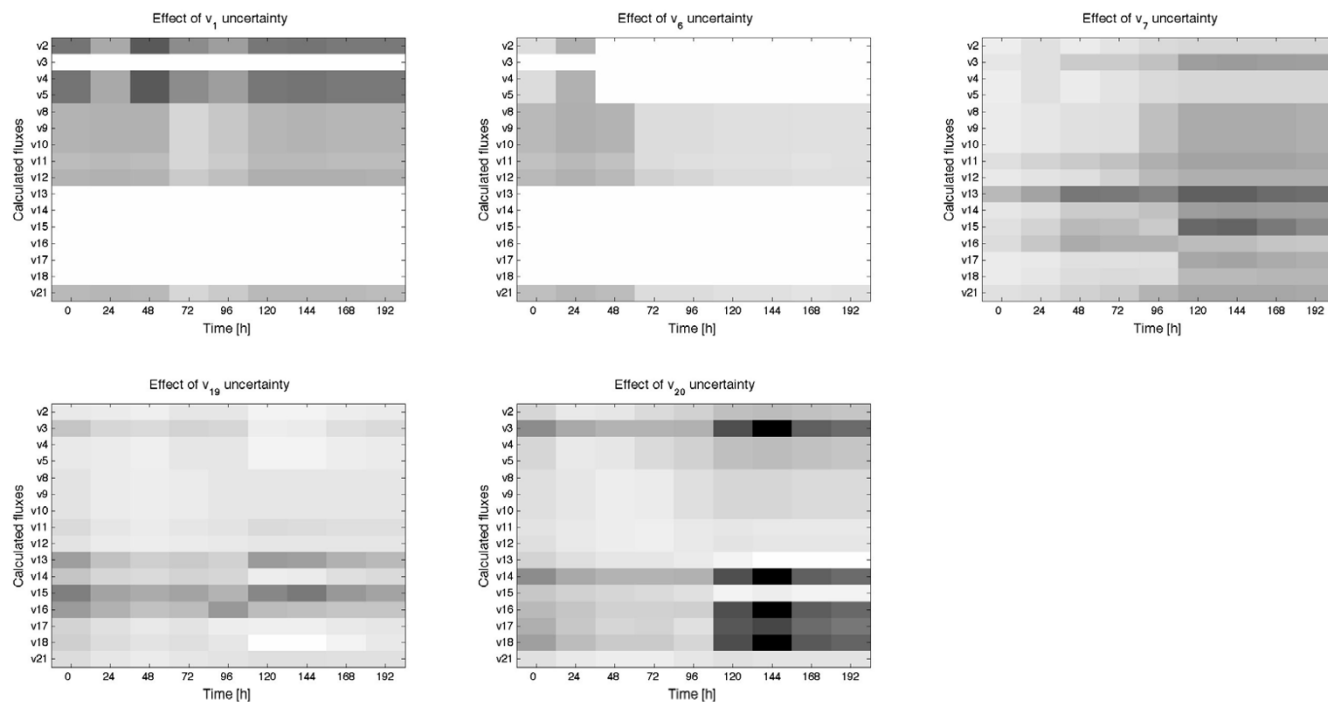 Effect of v1 uncertainty
Calculated fluxes
v2
v3
v4
v5
v8
v9
v10
v11
v12
v13
v14
v15
v16
v17
v18
v21
0 24 48 72 96 120 144 168 192
Time [h]
Effect of v6 uncertainty
Calculated fluxes
v2
v3
v4
v5
v8
v9
v10
v11
v12
v13
v14
v15
v16
v17
v18
v21
0 24 48 72 96 120 144 168 192
Time [h]
Effect of v7 uncertainty
Calculated fluxes
v2
v3
v4
v5
v8
v9
v10
v11
v12
v13
v14
v15
v16
v17
v18
v21
0 24 48 72 96 120 144 168 192
Time [h]
Effect of v19 uncertainty
Calculated fluxes
v2
v3
v4
v5
v8
v9
v10
v11
v12
v13
v14
v15
v16
v17
v18
v21
0 24 48 72 96 120 144 168 192
Time [h]
Effect of v20 uncertainty
Calculated fluxes
v2
v3
v4
v5
v8
v9
v10
v11
v12
v13
v14
v15
v16
v17
v18
v21
0 24 48 72 96 120 144 168 192
Time [h]